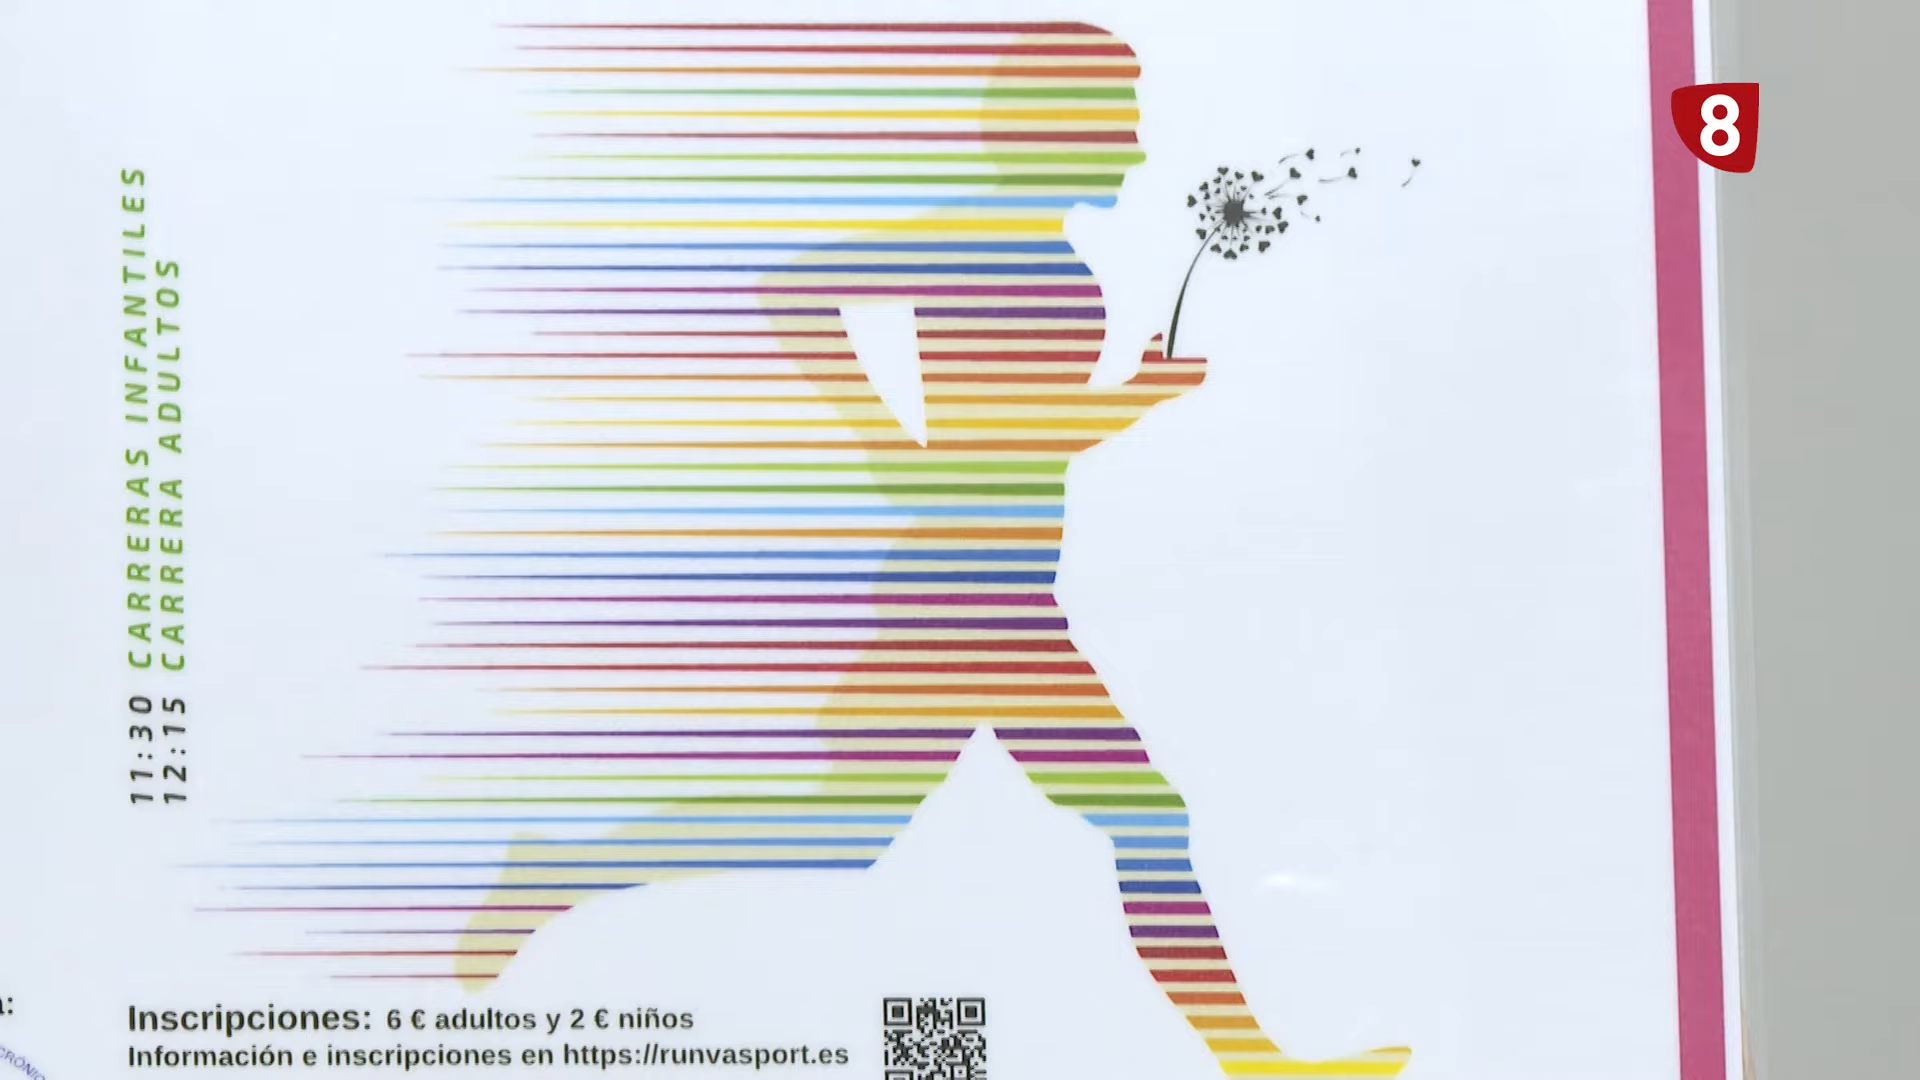 8
11:30 CARRERAS INFANTILES
12:15 CARRERA ADULTOS
Inscripciones: 6 € adultos y 2 € niños
Información e inscripciones en https://runvasport.es